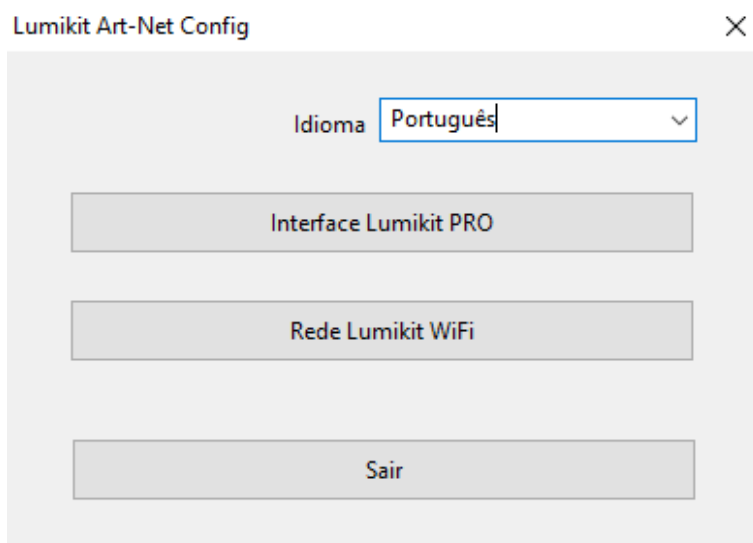 Lumikit Art-Net Config
Idioma Português
Interface Lumikit PRO
Rede Lumikit WiFi
Sair